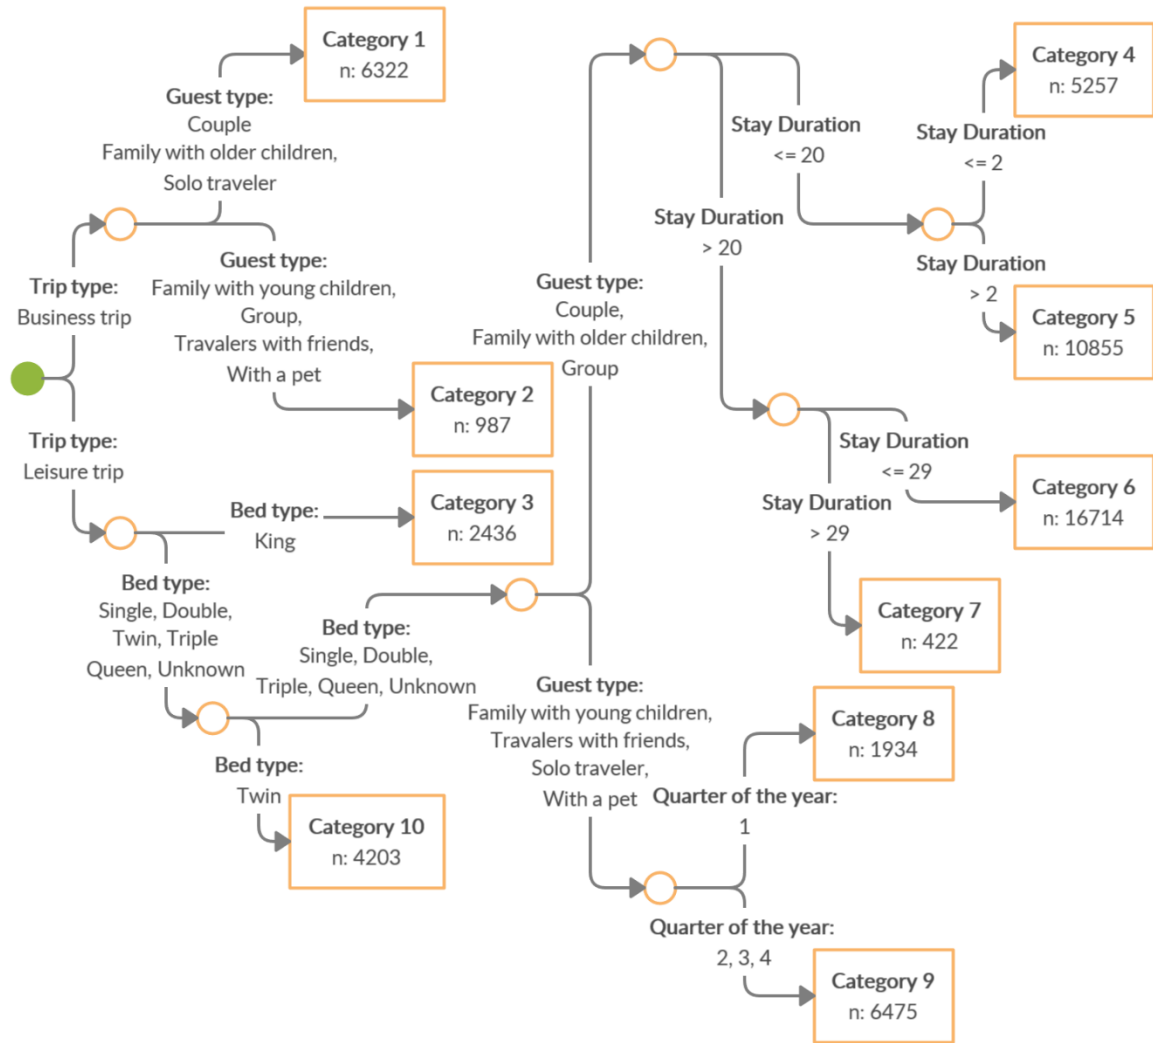 Category 1
n: 6322
Guest type:
Couple
Family with older children,
Solo traveler
Trip type:
Business trip
Guest type:
Family with young children,
Group,
Travalers with friends,
With a pet
Category 2
n: 987
Trip type:
Leisure trip
Bed type:
King
Category 3
n: 2436
Bed type:
Single, Double,
Twin, Triple
Queen, Unknown
Bed type:
Twin
Category 10
n: 4203
Bed type:
Single, Double,
Triple, Queen, Unknown
Guest type:
Couple,
Family with older children,
Group
Stay Duration
<= 20
Stay Duration
<= 2
Category 4
n: 5257
Stay Duration
> 2
Category 5
n: 10855
Stay Duration
> 20
Stay Duration
<= 29
Category 6
n: 16714
Stay Duration
> 29
Category 7
n: 422
Guest type:
Family with young children,
Travalers with friends,
Solo traveler,
With a pet
Quarter of the year:
1
Category 8
n: 1934
Quarter of the year:
2, 3, 4
Category 9
n: 6475